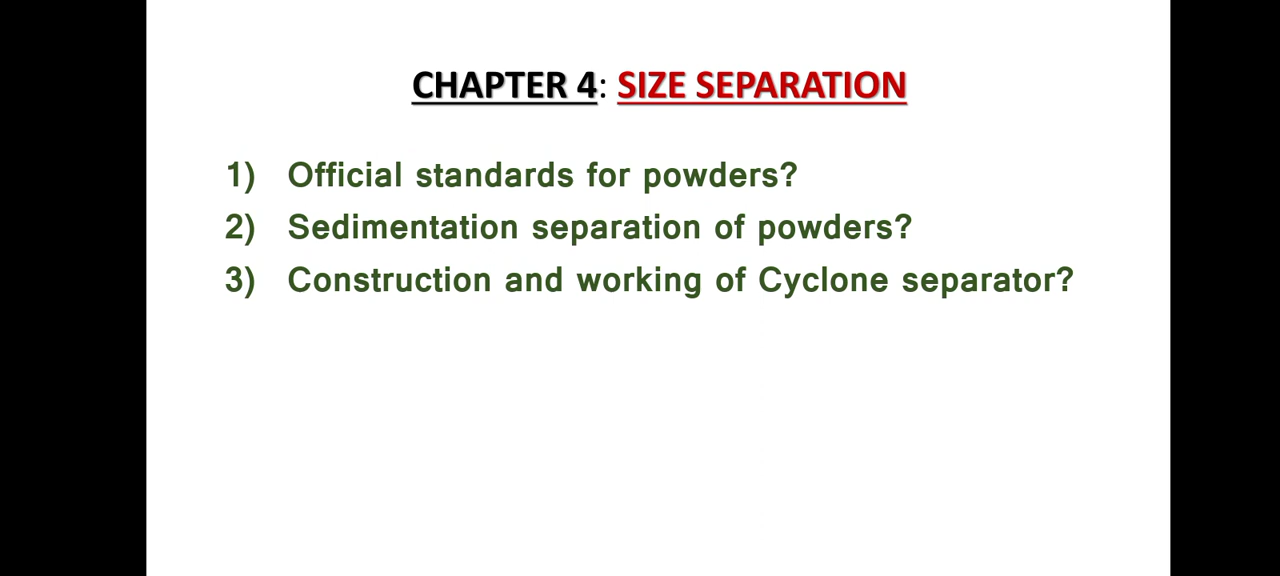 CHAPTER 4: SIZE SEPARATION
1) Official standards for powders?
2) Sedimentation separation of powders?
3) Construction and working of Cyclone separator?